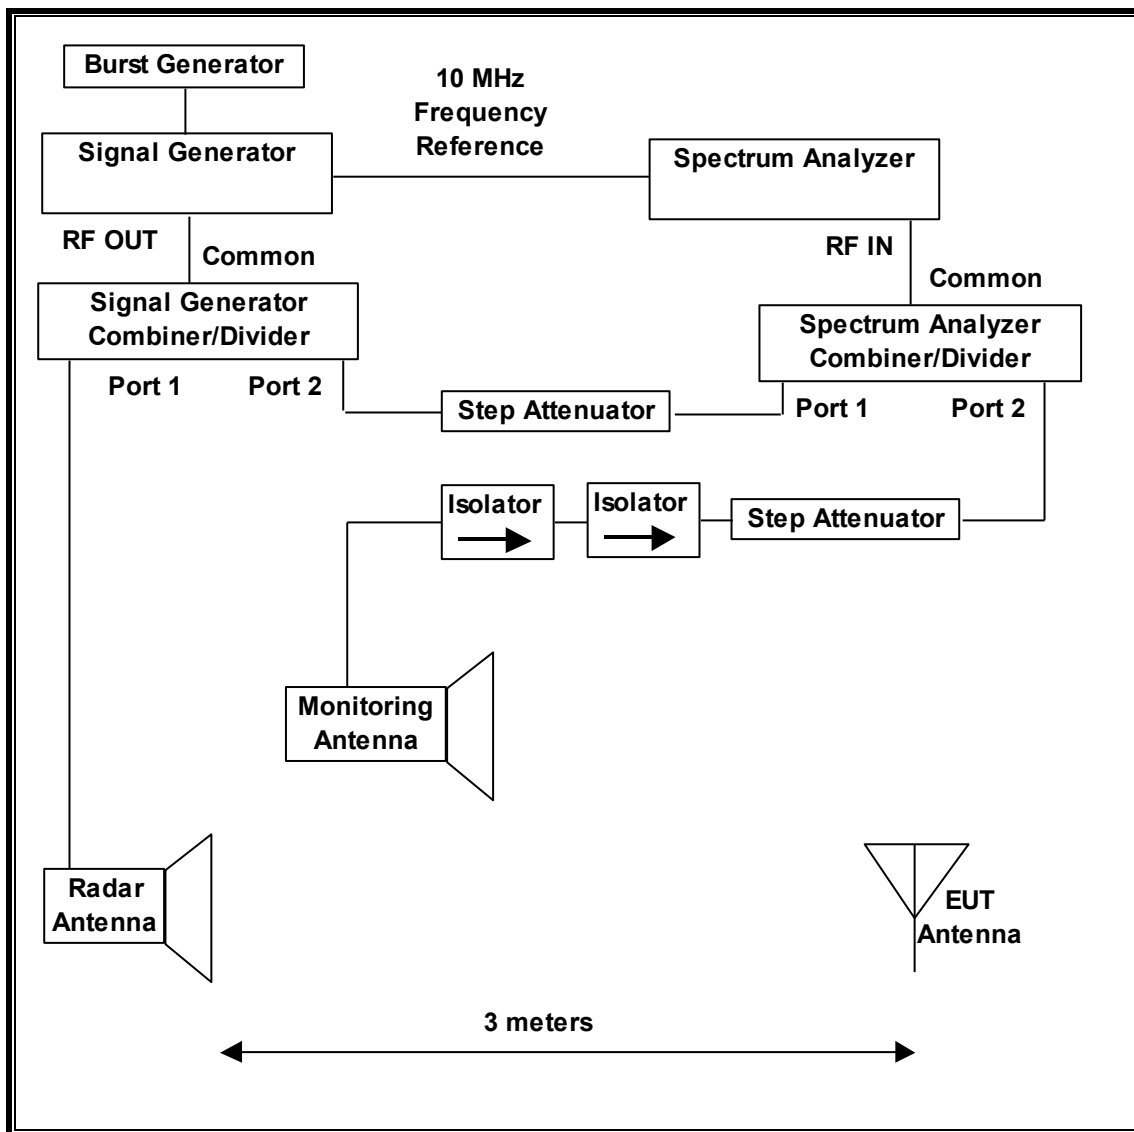 Burst Generator
10 MHz
Frequency
Reference
Signal Generator
Spectrum Analyzer
RF OUT
Common
RF IN
Common
Signal Generator
Combiner/Divider
Spectrum Analyzer
Combiner/Divider
Port 1
Port 2
Step Attenuator
Port 1
Port 2
Isolator
Isolator
Step Attenuator
Monitoring
Antenna
Radar
Antenna
EUT
Antenna
3 meters